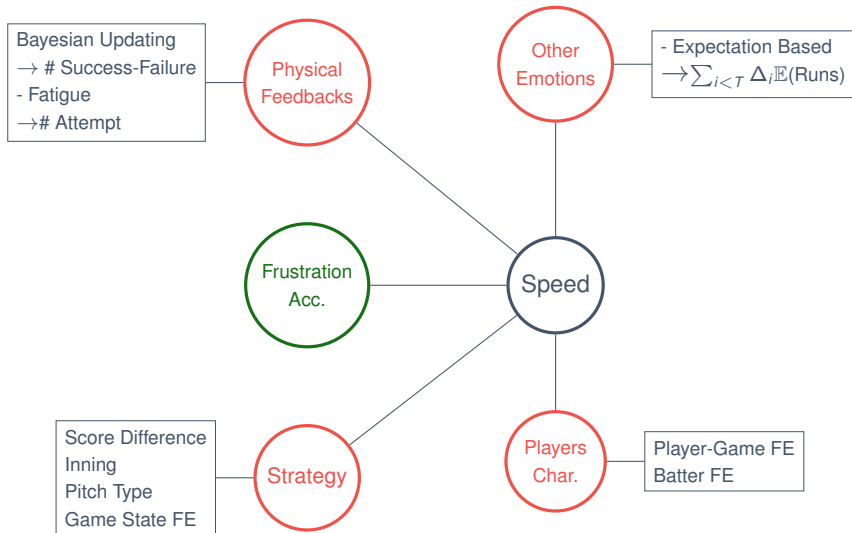 Bayesian Updating
→ # Success-Failure
- Fatigue
→# Attempt
Physical
Feedbacks
Other
Emotions
- Expectation Based
→∑_{i<T} Δ_i𝔼(Runs)
Frustration
Acc.
Speed
Score Difference
Inning
Pitch Type
Game State FE
Strategy
Players
Char.
Player-Game FE
Batter FE